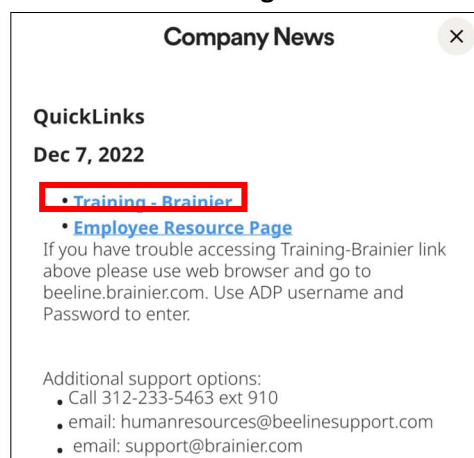 Company News
QuickLinks
Dec 7, 2022
• Training - Brainier
• Employee Resource Page
If you have trouble accessing Training-Brainier link
above please use web browser and go to
beeline.brainier.com. Use ADP username and
Password to enter.
Additional support options:
• Call 312-233-5463 ext 910
• email: humanresources@beelinesupport.com
• email: support@brainier.com